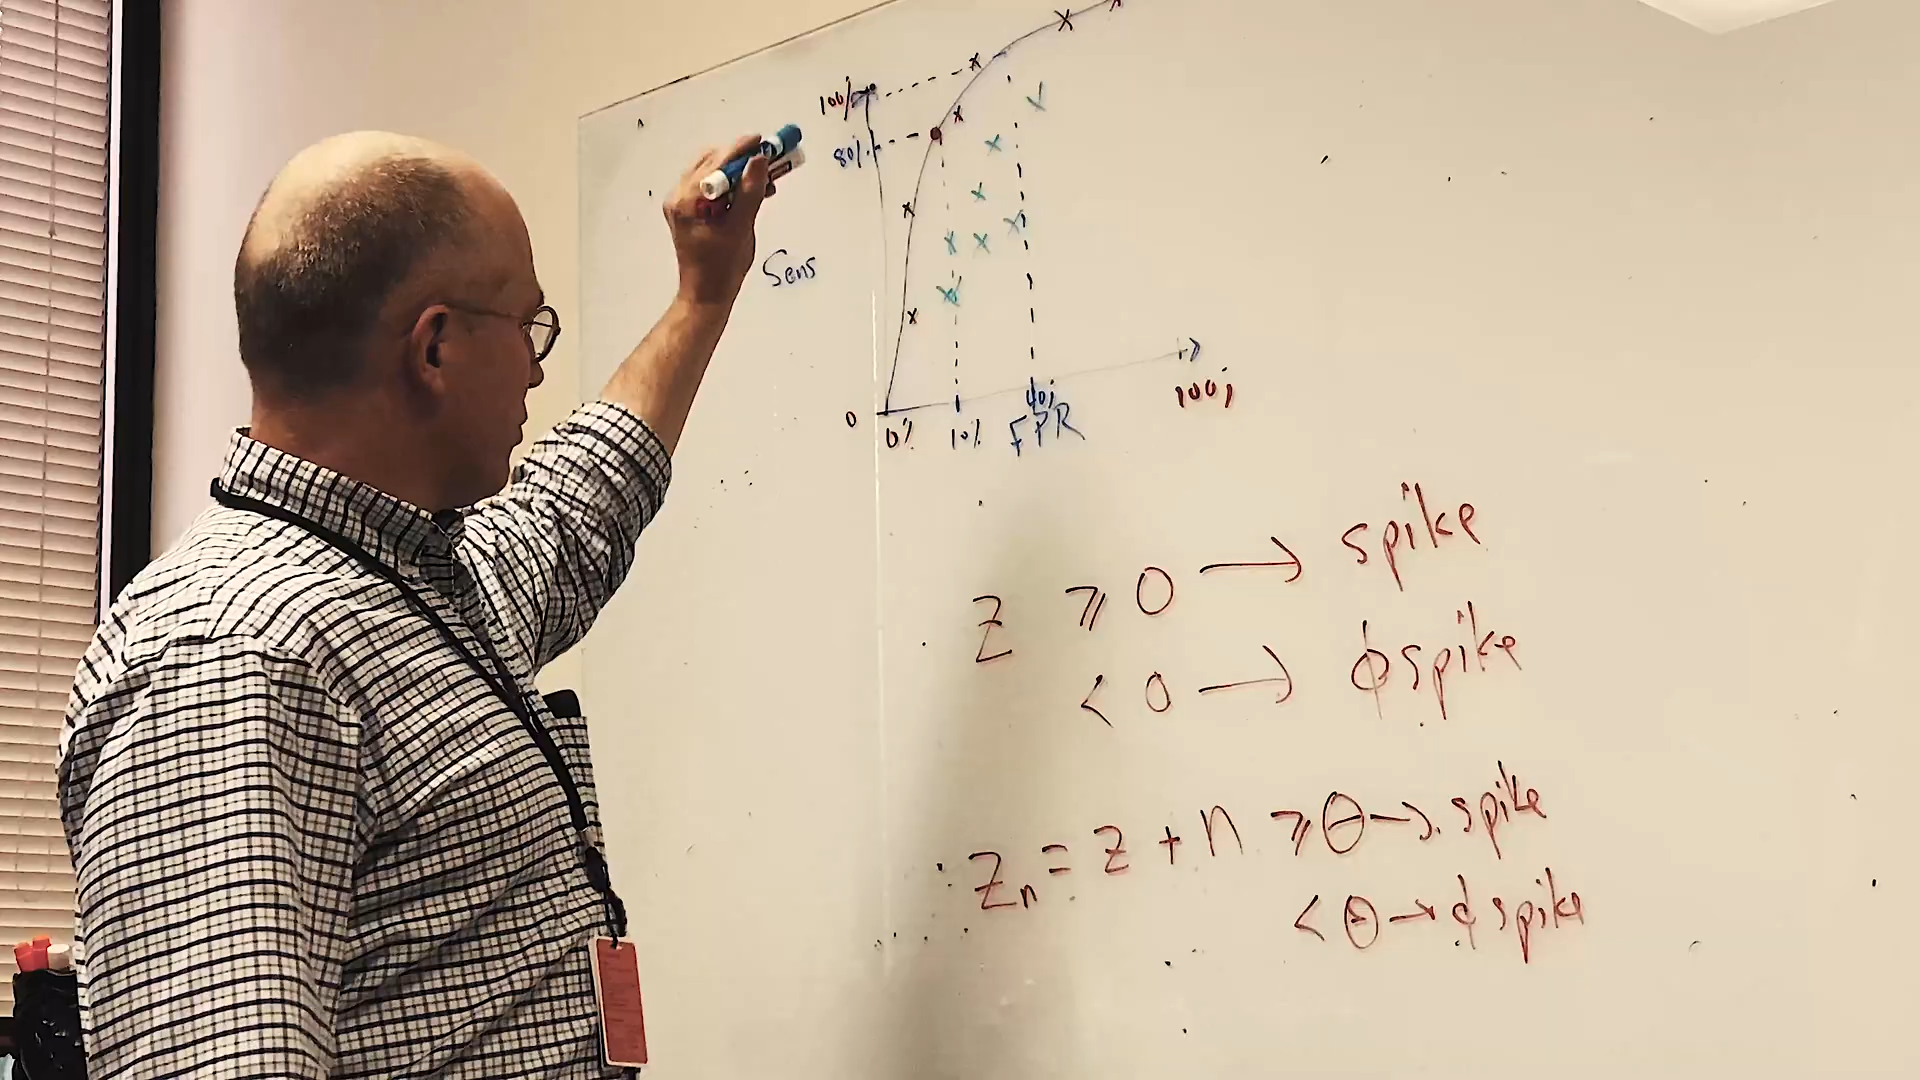 100%
80%
Sens
0
0%
10%
40%
100%
FPR
z ≥ 0 → spike
< 0 → ϕ spike
zn = z + n ≥ θ → spike
< θ → ϕ spike